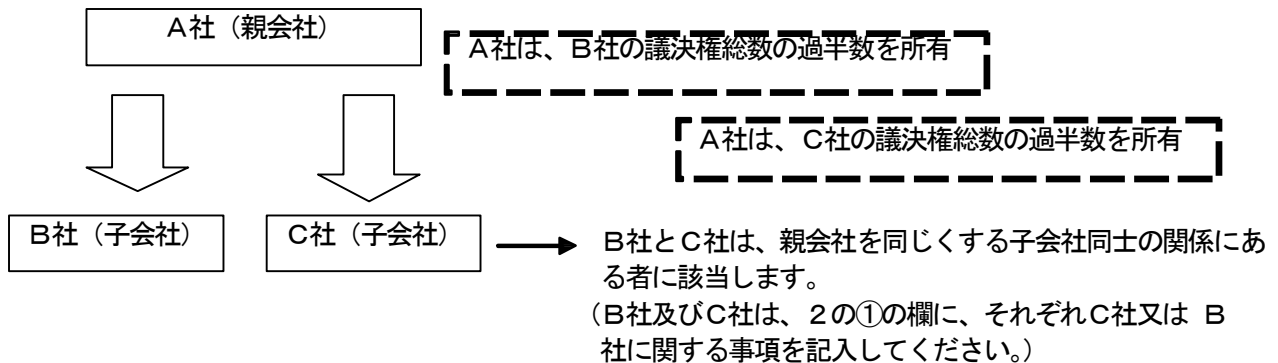 A社（親会社）
A社は、B社の議決権総数の過半数を所有
A社は、C社の議決権総数の過半数を所有
B社（子会社）
C社（子会社）
B社とC社は、親会社を同じくする子会社同士の関係にあ
る者に該当します。
（B社及びC社は、２の①の欄に、それぞれC社又は B
社に関する事項を記入してください。）